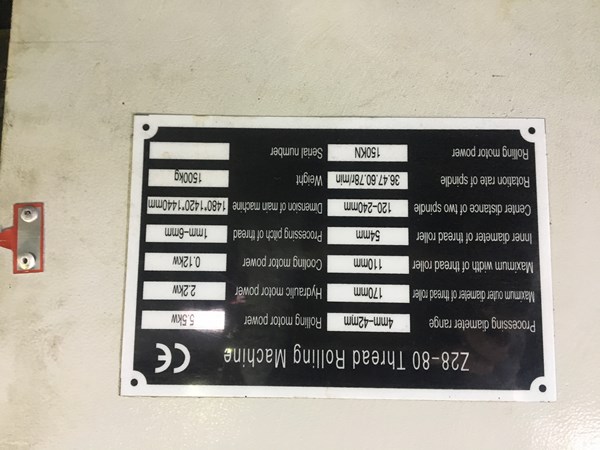 Z28-80 Thread Rolling Machine CE
Processing diameter range 4mm-42mm Rolling motor power 5.5kw
Maximum outer diameter of thread roller 170mm Hydraulic motor power 2.2kw
Maximum width of thread roller 110mm Cooling motor power 0.12kw
Inner diameter of thread roller 54mm Processing pitch of thread 1mm-6mm
Center distance of two spindle 120-240mm Dimension of main machine 1480*1420*1440mm
Rotation rate of spindle 36.47.60.78r/min Weight 1500kg
Rolling motor power 150KN Serial number